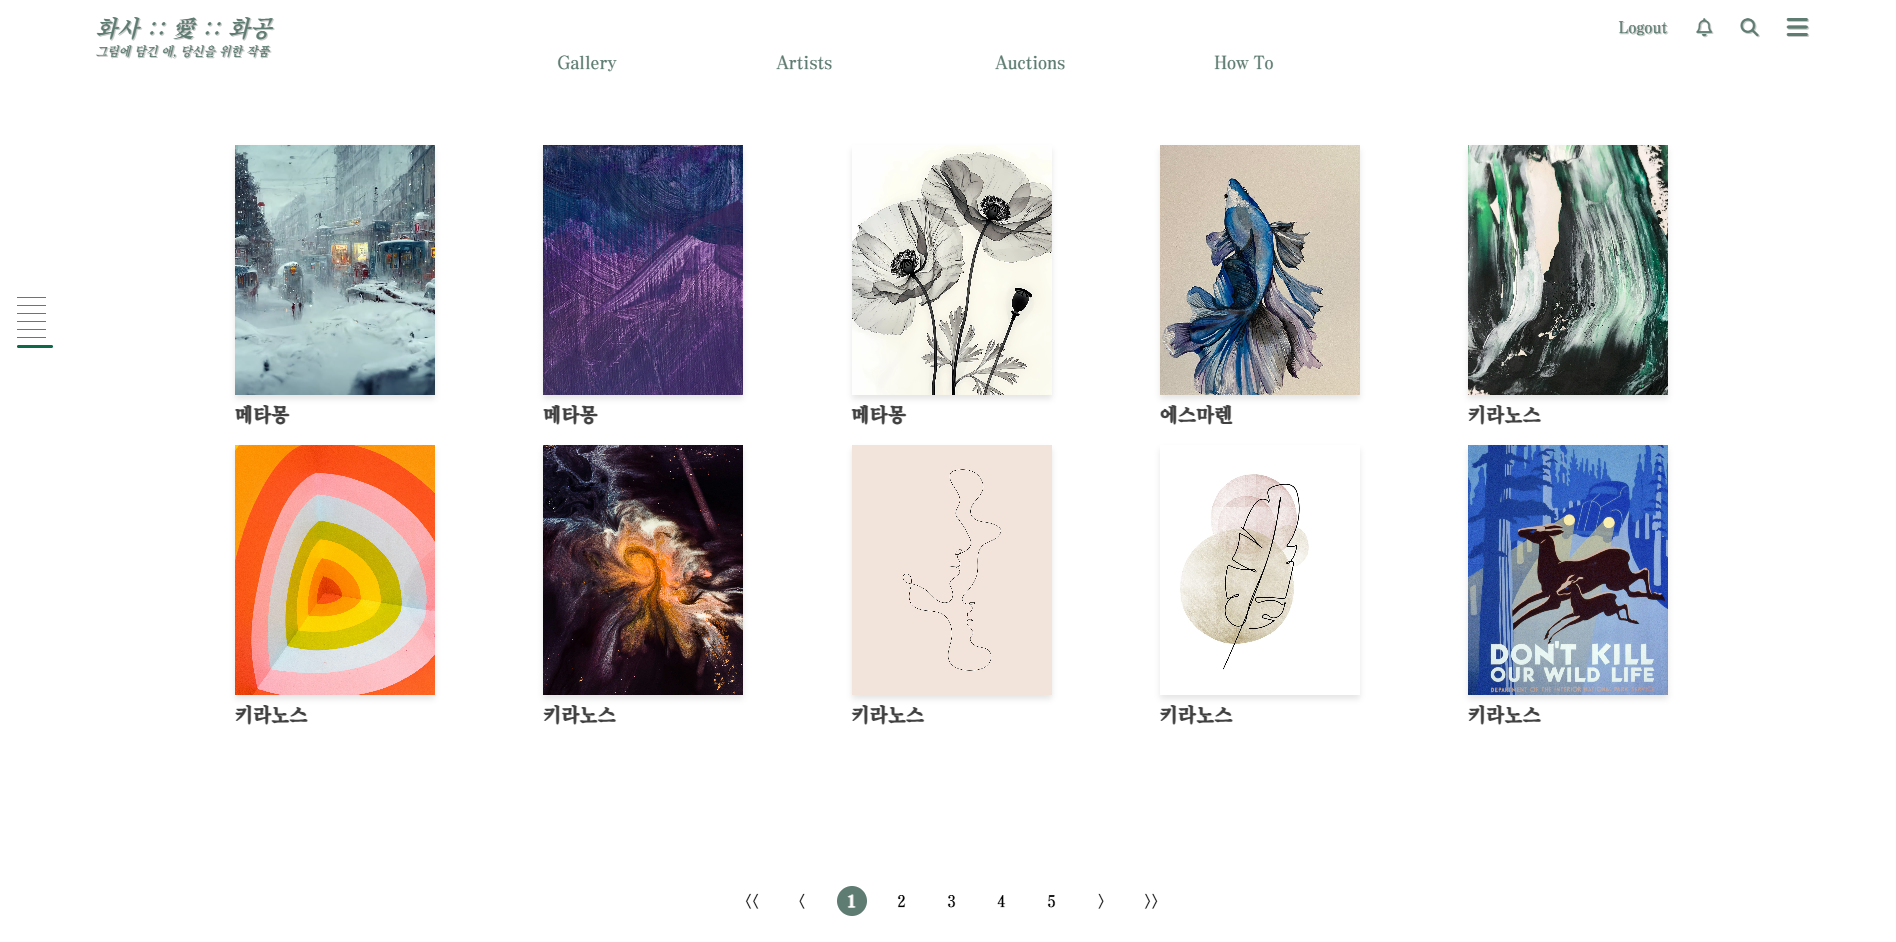 화사 :: 愛 :: 화공
그림에 담긴 애, 당신을 위한 작품
Logout
Gallery
Artists
Auctions
How To
메타몽
메타몽
메타몽
에스마렌
키라노스
DON'T KILL
OUR WILD LIFE
DEPARTMENT OF THE INTERIOR NATIONAL PARK SERVICE
키라노스
키라노스
키라노스
키라노스
키라노스
1
2
3
4
5